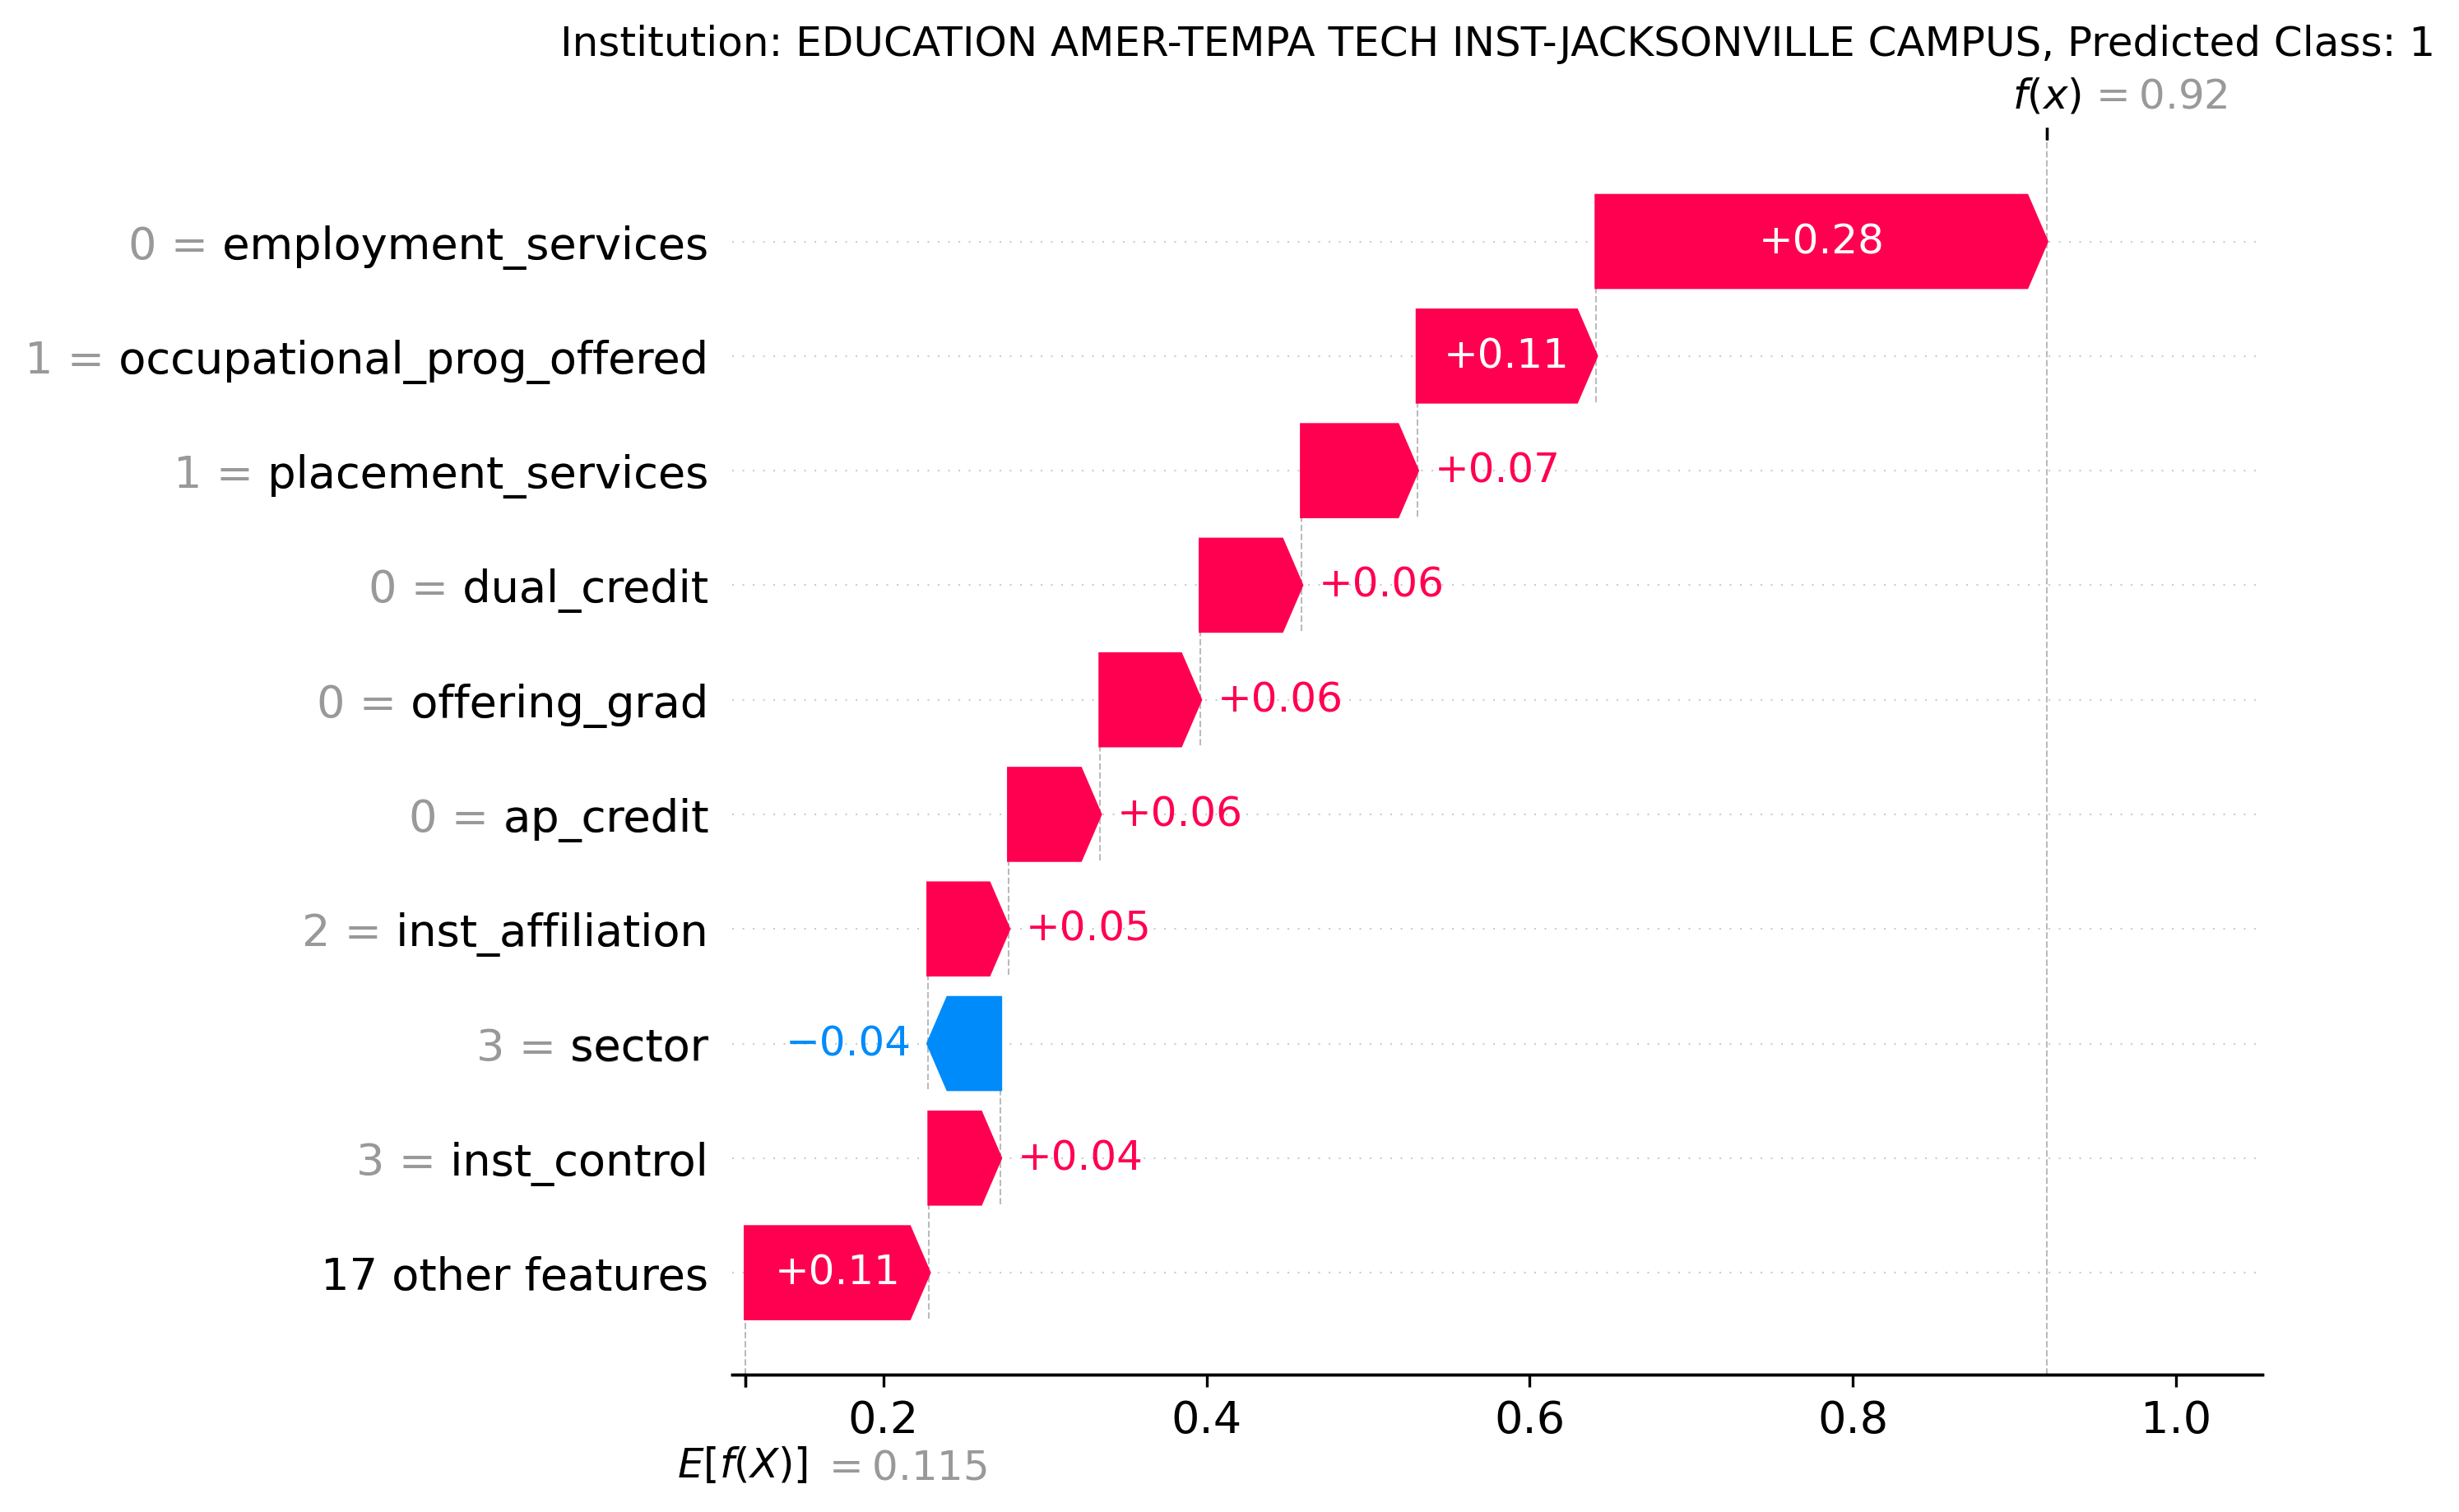 Institution: EDUCATION AMER-TEMPA TECH INST-JACKSONVILLE CAMPUS, Predicted Class: 1
f(x) = 0.92
0 = employment_services +0.28
1 = occupational_prog_offered +0.11
1 = placement_services +0.07
0 = dual_credit +0.06
0 = offering_grad +0.06
0 = ap_credit +0.06
2 = inst_affiliation +0.05
3 = sector −0.04
3 = inst_control +0.04
17 other features +0.11
0.2 0.4 0.6 0.8 1.0
E[f(X)] = 0.115